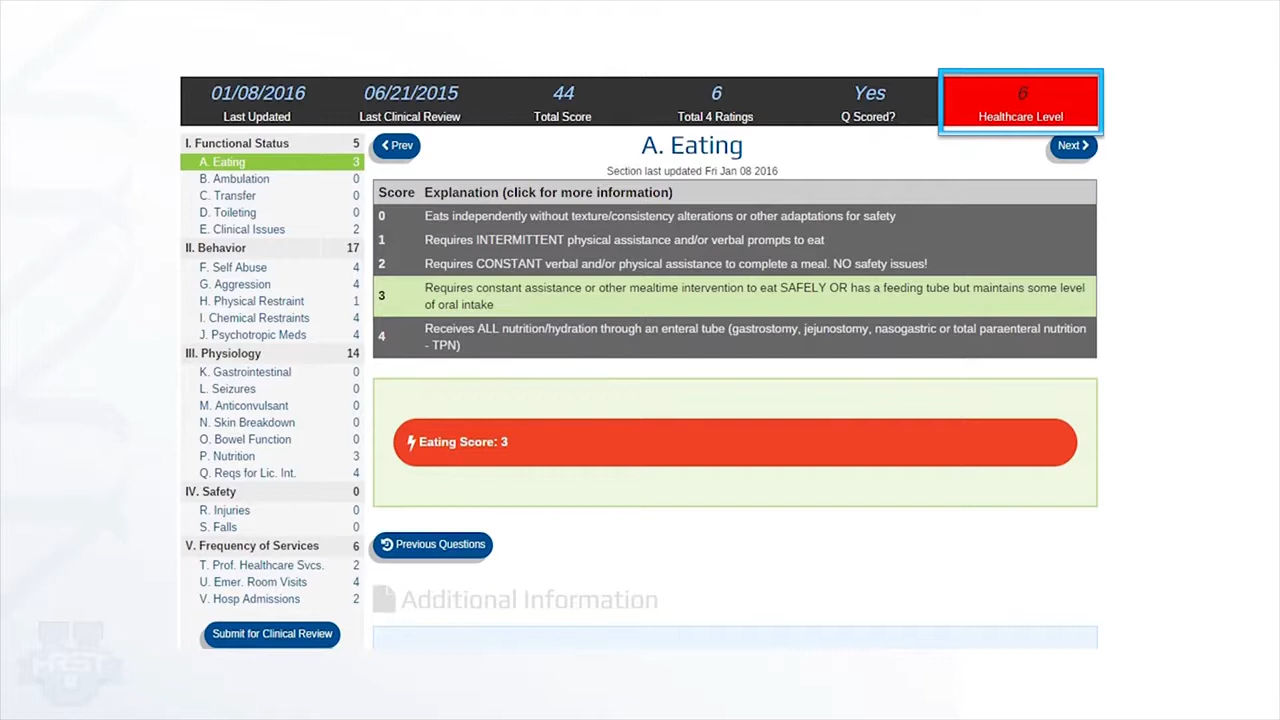 01/08/2016 06/21/2015 44 6 Yes 6
Last Updated Last Clinical Review Total Score Total 4 Ratings Q Scored? Healthcare Level
I. Functional Status 5
A. Eating 3
B. Ambulation 0
C. Transfer 0
D. Toileting 0
E. Clinical Issues 2
II. Behavior 17
F. Self Abuse 4
G. Aggression 4
H. Physical Restraint 1
I. Chemical Restraints 4
J. Psychotropic Meds 4
III. Physiology 14
K. Gastrointestinal 0
L. Seizures 0
M. Anticonvulsant 0
N. Skin Breakdown 0
O. Bowel Function 0
P. Nutrition 3
Q. Reqs for Lic. Int. 4
IV. Safety 0
R. Injuries 0
S. Falls 0
V. Frequency of Services 6
T. Prof. Healthcare Svcs. 2
U. Emer. Room Visits 4
V. Hosp Admissions 2
Submit for Clinical Review
Prev A. Eating Next
Section last updated Fri Jan 08 2016
Score Explanation (click for more information)
0 Eats independently without texture/consistency alterations or other adaptations for safety
1 Requires INTERMITTENT physical assistance and/or verbal prompts to eat
2 Requires CONSTANT verbal and/or physical assistance to complete a meal. NO safety issues!
3 Requires constant assistance or other mealtime intervention to eat SAFELY OR has a feeding tube but maintains some level
of oral intake
4 Receives ALL nutrition/hydration through an enteral tube (gastrostomy, jejunostomy, nasogastric or total paraenteral nutrition
- TPN)
Eating Score: 3
Previous Questions
Additional Information
HRST
U